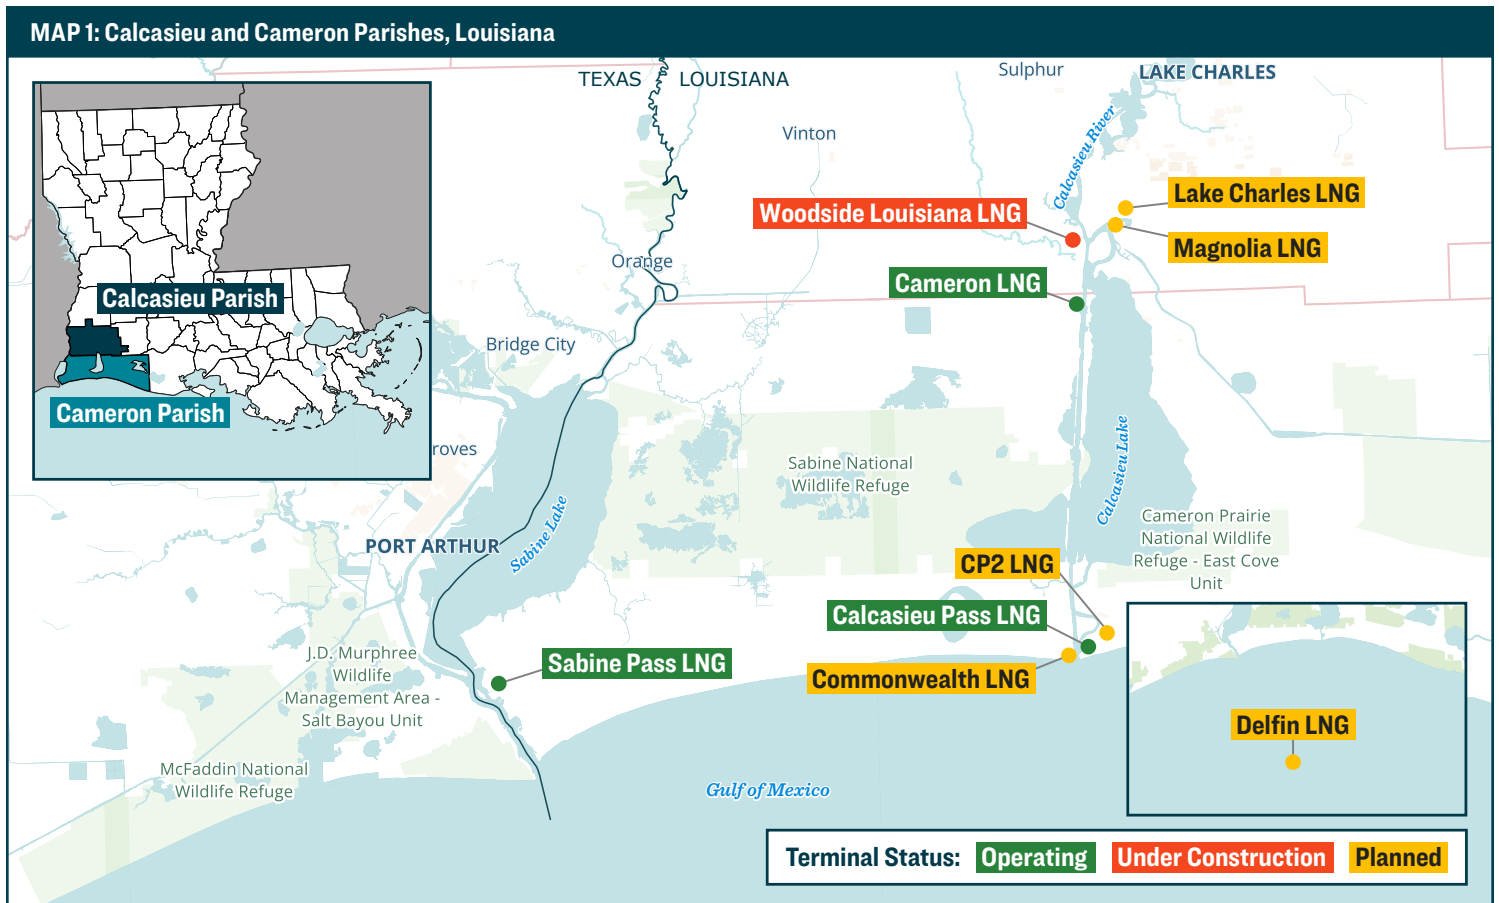 MAP 1: Calcasieu and Cameron Parishes, Louisiana
TEXAS
LOUISIANA
Sulphur
LAKE CHARLES
Vinton
Calcasieu River
Lake Charles LNG
Woodside Louisiana LNG
Magnolia LNG
Orange
Cameron LNG
Calcasieu Parish
Bridge City
Cameron Parish
roves
Sabine National
Wildlife Refuge
Calcasieu Lake
Sabine Lake
PORT ARTHUR
Cameron Prairie
National Wildlife
Refuge - East Cove
Unit
CP2 LNG
Calcasieu Pass LNG
Commonwealth LNG
Sabine Pass LNG
J.D. Murphree
Wildlife
Management Area -
Salt Bayou Unit
Delfin LNG
McFaddin National
Wildlife Refuge
Gulf of Mexico
Terminal Status: Operating Under Construction Planned